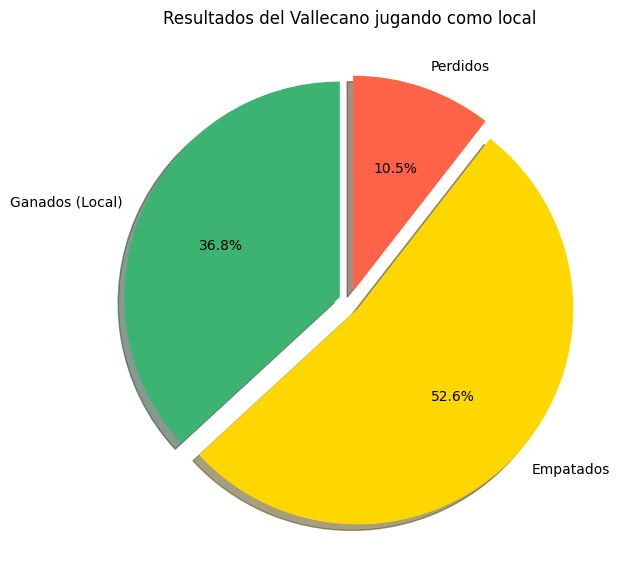 Resultados del Vallecano jugando como local
Perdidos
10.5%
Ganados (Local)
36.8%
52.6%
Empatados